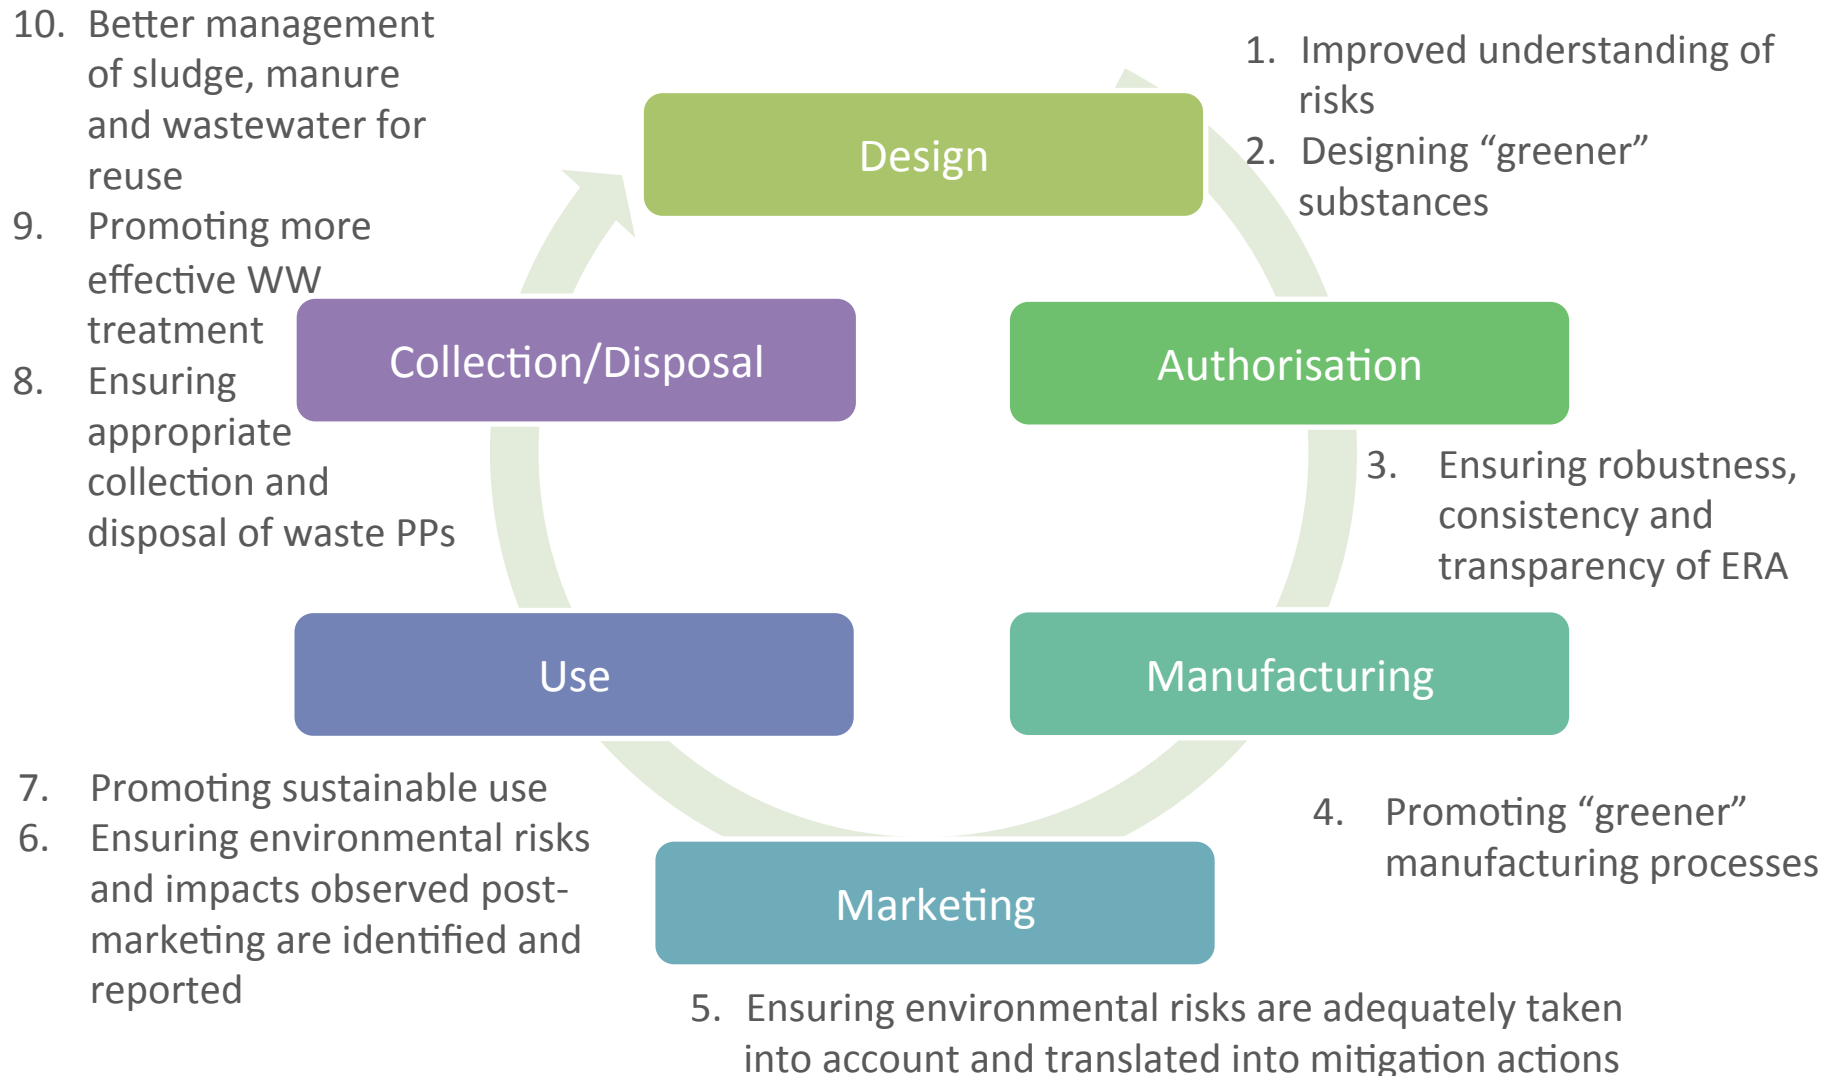 10. Better management
of sludge, manure
and wastewater for
reuse
9. Promoting more
effective WW
treatment
8. Ensuring
appropriate
collection and
disposal of waste PPs
Design
1. Improved understanding of
risks
2. Designing “greener”
substances
Collection/Disposal
Authorisation
3. Ensuring robustness,
consistency and
transparency of ERA
Use
Manufacturing
7. Promoting sustainable use
6. Ensuring environmental risks
and impacts observed post-
marketing are identified and
reported
4. Promoting “greener”
manufacturing processes
Marketing
5. Ensuring environmental risks are adequately taken
into account and translated into mitigation actions